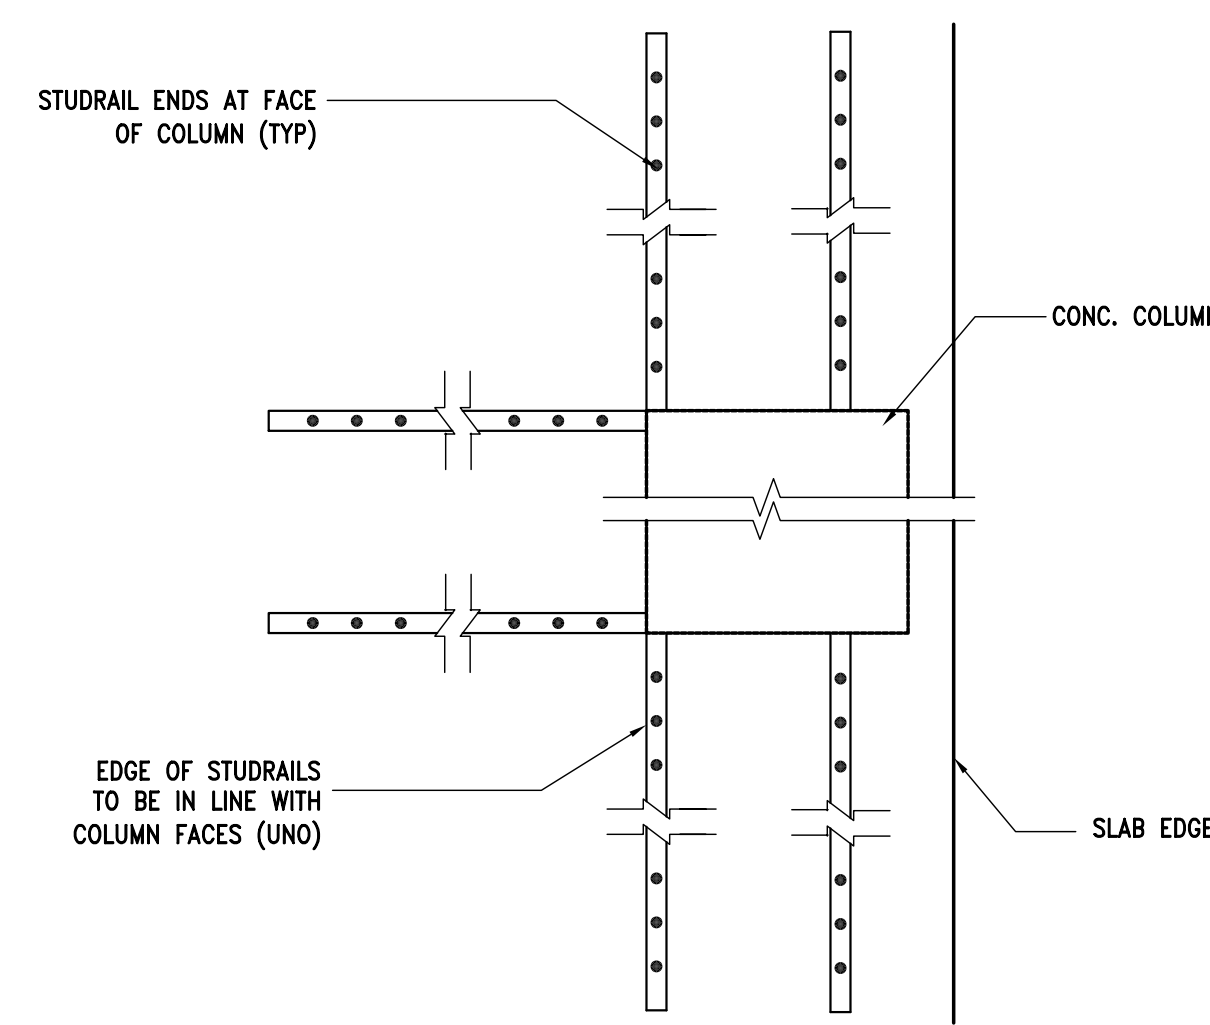 STUDRAIL ENDS AT FACE
OF COLUMN (TYP)
CONC.
EDGE OF STUDRAILS
TO BE IN LINE WITH
COLUMN FACES (UNO)
SLAB EDGE